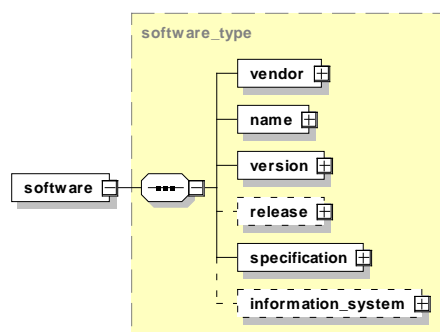 software_type
vendor
name
version
software
release
specification
information_system